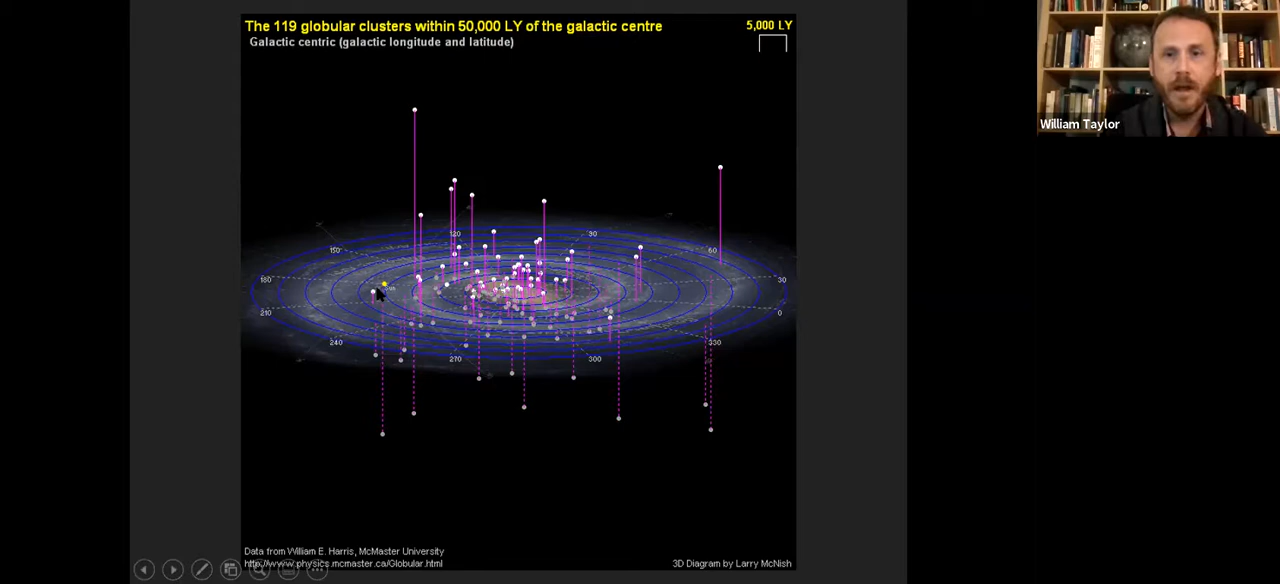 The 119 globular clusters within 50,000 LY of the galactic centre
5,000 LY
Galactic centric (galactic longitude and latitude)
William Taylor
120
90
150
60
180
30
210
0
240
330
270
300
Data from William E. Harris, McMaster University
http://www.physics.mcmaster.ca/Globular.html
3D Diagram by Larry McNish